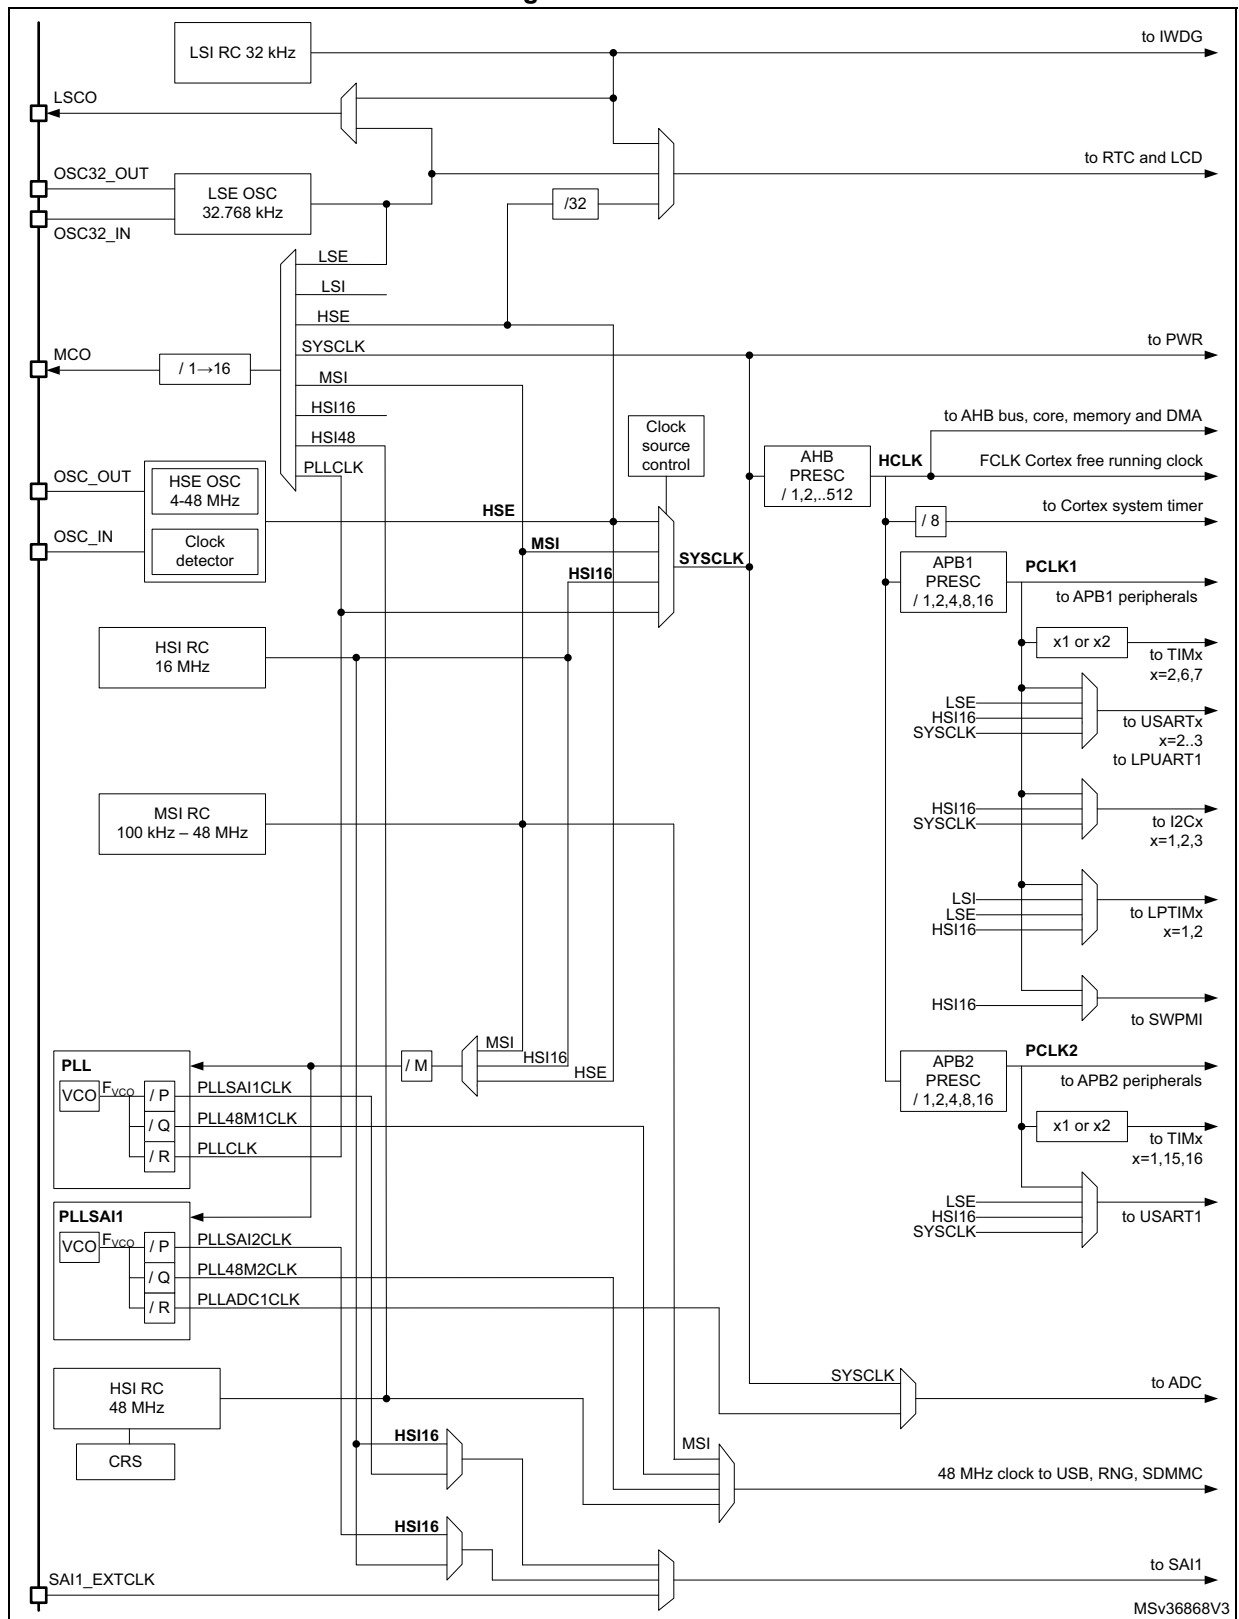 to IWDG
LSI RC 32 kHz
LSCO
to RTC and LCD
OSC32_OUT
LSE OSC
32.768 kHz
/32
OSC32_IN
LSE
LSI
HSE
SYSCLK
to PWR
MCO
/ 1→16
MSI
HSI16
to AHB bus, core, memory and DMA
Clock
source
control
HSI48
PLLCLK
AHB
PRESC
/ 1,2,..512
HCLK
FCLK Cortex free running clock
OSC_OUT
HSE OSC
4-48 MHz
HSE
to Cortex system timer
/ 8
OSC_IN
Clock
detector
MSI
SYSCLK
HSI16
APB1
PRESC
/ 1,2,4,8,16
PCLK1
to APB1 peripherals
HSI RC
16 MHz
x1 or x2
to TIMx
x=2,6,7
LSE
HSI16
SYSCLK
to USARTx
x=2..3
to LPUART1
MSI RC
100 kHz – 48 MHz
HSI16
SYSCLK
to I2Cx
x=1,2,3
LSI
LSE
HSI16
to LPTIMx
x=1,2
HSI16
to SWPMI
MSI
HSI16
HSE
/ M
PLL
VCO
FVCO
/ P
/ Q
/ R
PLLSAI1CLK
PLL48M1CLK
PLLCLK
APB2
PRESC
/ 1,2,4,8,16
PCLK2
to APB2 peripherals
x1 or x2
to TIMx
x=1,15,16
LSE
HSI16
SYSCLK
to USART1
PLLSAI1
VCO
FVCO
/ P
/ Q
/ R
PLLSAI2CLK
PLL48M2CLK
PLLADC1CLK
HSI RC
48 MHz
SYSCLK
to ADC
CRS
HSI16
MSI
48 MHz clock to USB, RNG, SDMMC
HSI16
SAI1_EXTCLK
to SAI1
MSv36868V3